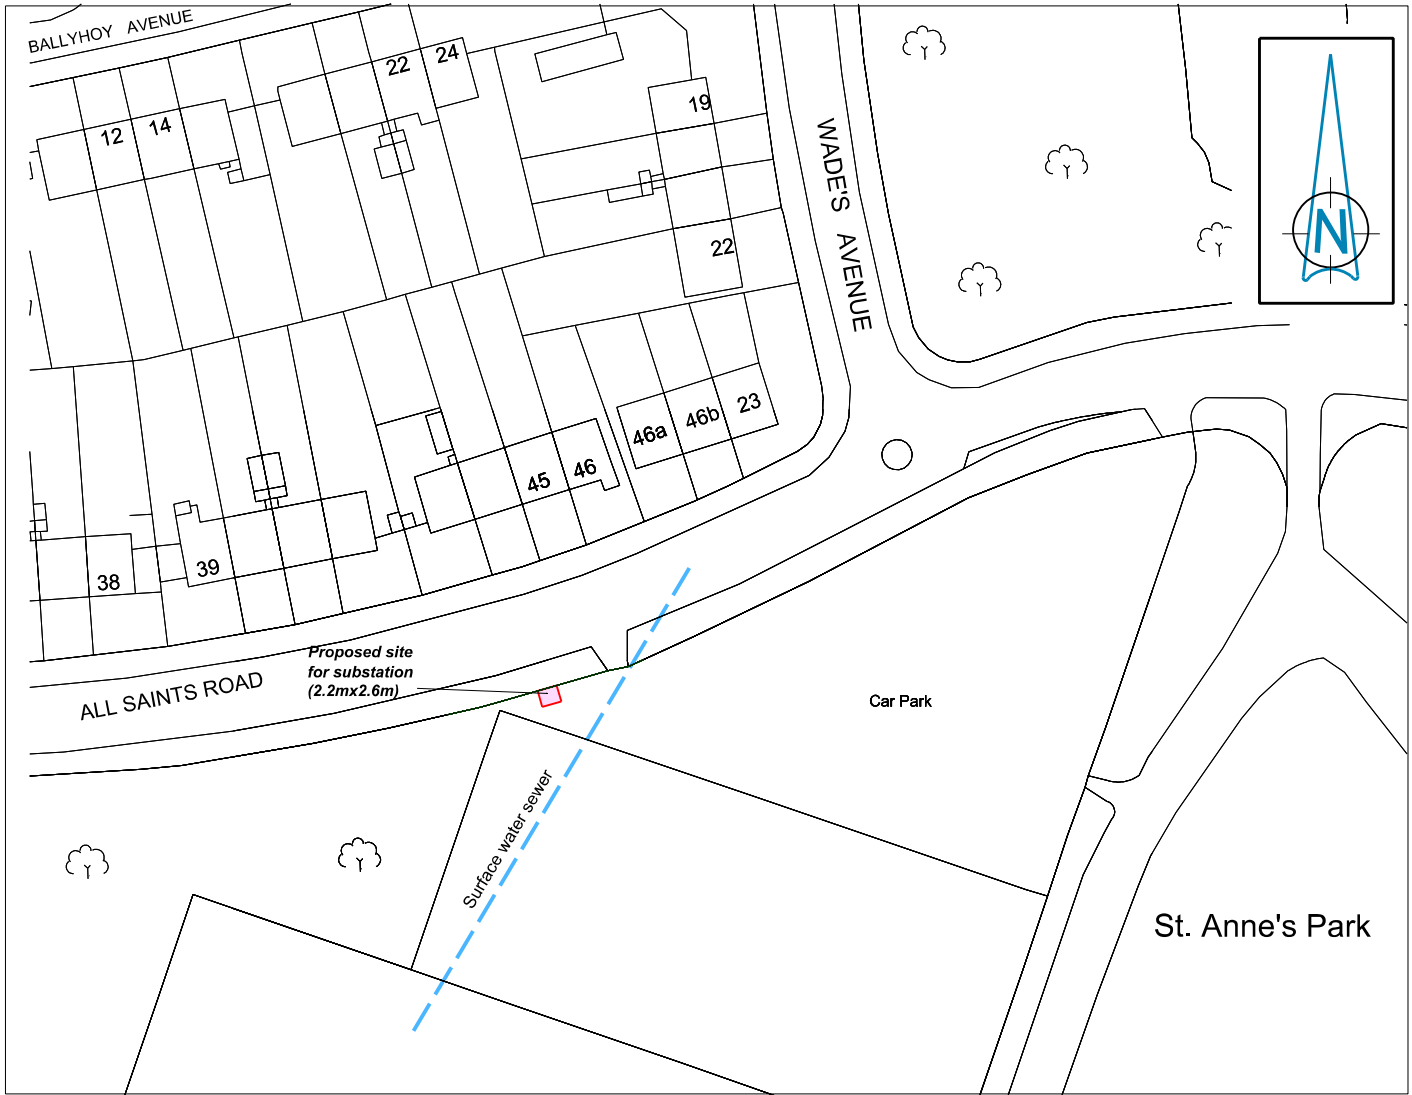 BALLYHOY AVENUE
12
14
22
24
19
22
WADE'S AVENUE
N
38
39
45
46
46a
46b
23
Proposed site
for substation
(2.2mx2.6m)
ALL SAINTS ROAD
Surface water sewer
Car Park
St. Anne's Park